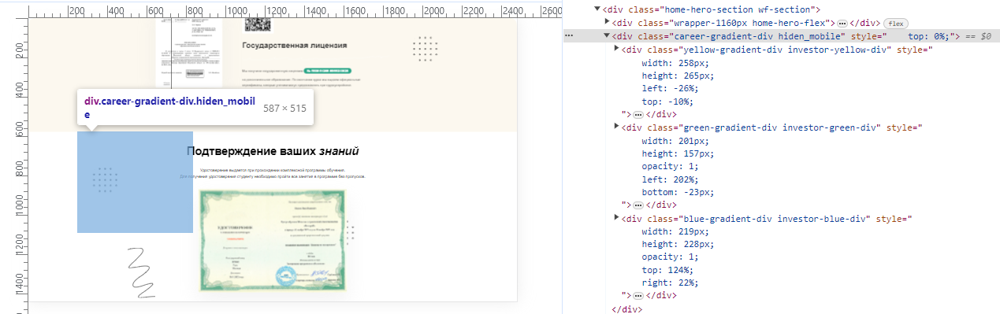 0 200 400 600 800 1000 1200 1400 1600 1800 2000 2200 2400 2600
200
400
600
800
1000
1200
1400
Государственная лицензия
div.career-gradient-div.hiden_mobil
e
587 × 515
Подтверждение ваших знаний
Удостоверение выдается при прохождении комплексной программы обучения.
Для получения удостоверения студенту необходимо пройти все занятия в программе без пропусков.
УДОСТОВЕРЕНИЕ
<div class="home-hero-section wf-section">
<div class="wrapper-1160px home-hero-flex">…</div> flex
… <div class="career-gradient-div hiden_mobile" style=" top: 0%;"> == $0
<div class="yellow-gradient-div investor-yellow-div" style="
width: 258px;
height: 265px;
left: -26%;
top: -10%;
">…</div>
<div class="green-gradient-div investor-green-div" style="
width: 201px;
height: 157px;
opacity: 1;
left: 202%;
bottom: -23px;
">…</div>
<div class="blue-gradient-div investor-blue-div" style="
width: 219px;
height: 228px;
opacity: 1;
top: 124%;
right: 22%;
">…</div>
</div>